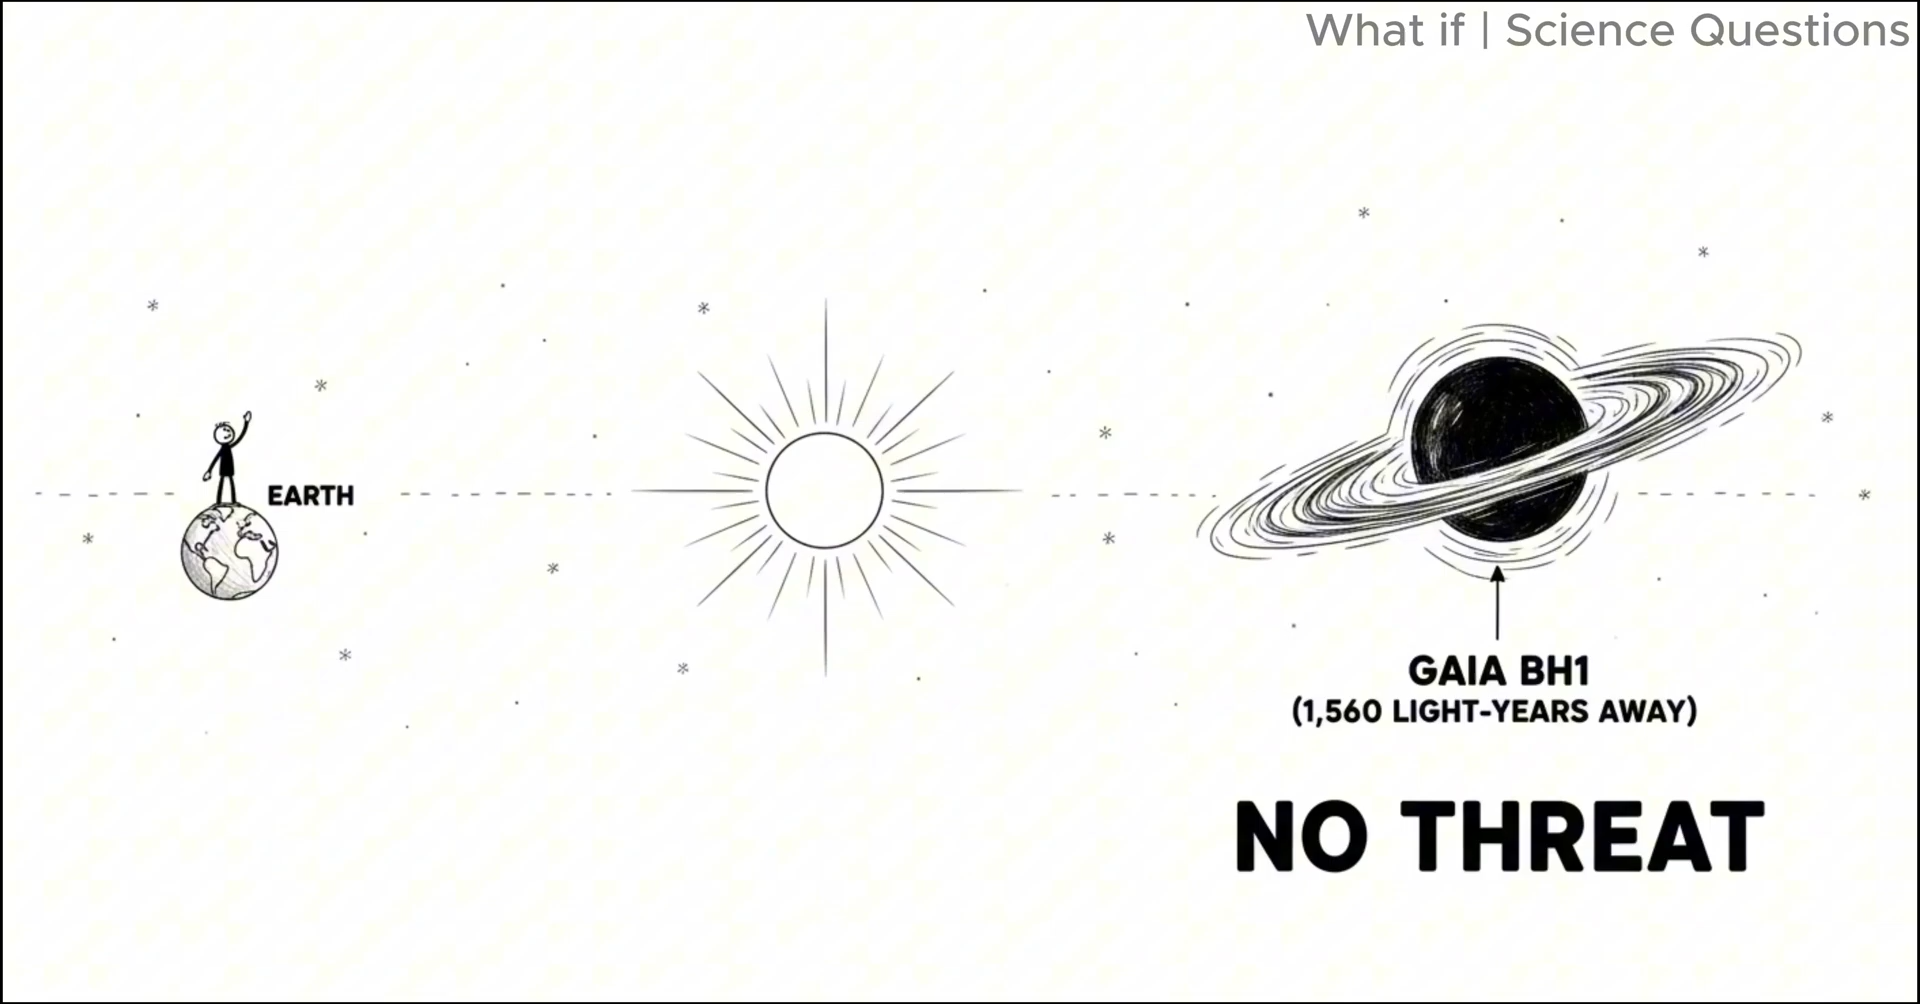 What if | Science Questions
EARTH
GAIA BH1
(1,560 LIGHT-YEARS AWAY)
NO THREAT